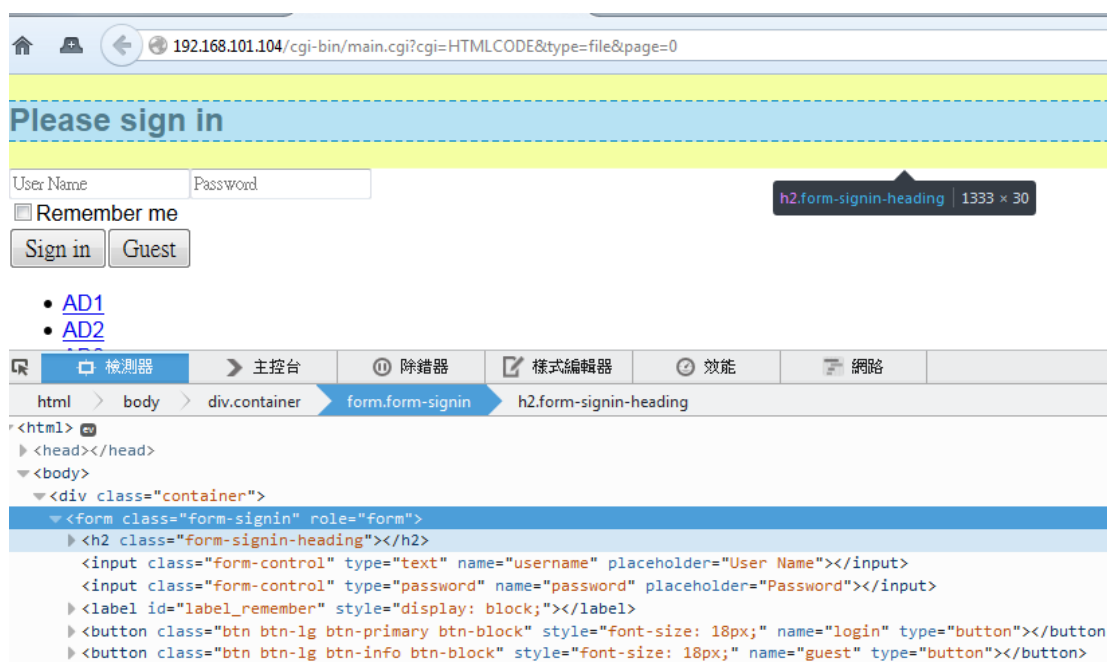 192.168.101.104/cgi-bin/main.cgi?cgi=HTMLCODE&type=file&page=0
Please sign in
User Name Password
h2.form-signin-heading 1333 × 30
Remember me
Sign in Guest
AD1
AD2
檢測器 主控台 除錯器 樣式編輯器 效能 網路
html body div.container form.form-signin h2.form-signin-heading
<html> ev
<head></head>
<body>
<div class="container">
<form class="form-signin" role="form">
<h2 class="form-signin-heading"></h2>
<input class="form-control" type="text" name="username" placeholder="User Name"></input>
<input class="form-control" type="password" name="password" placeholder="Password"></input>
<label id="label_remember" style="display: block;"></label>
<button class="btn btn-lg btn-primary btn-block" style="font-size: 18px;" name="login" type="button"></button
<button class="btn btn-lg btn-info btn-block" style="font-size: 18px;" name="guest" type="button"></button>